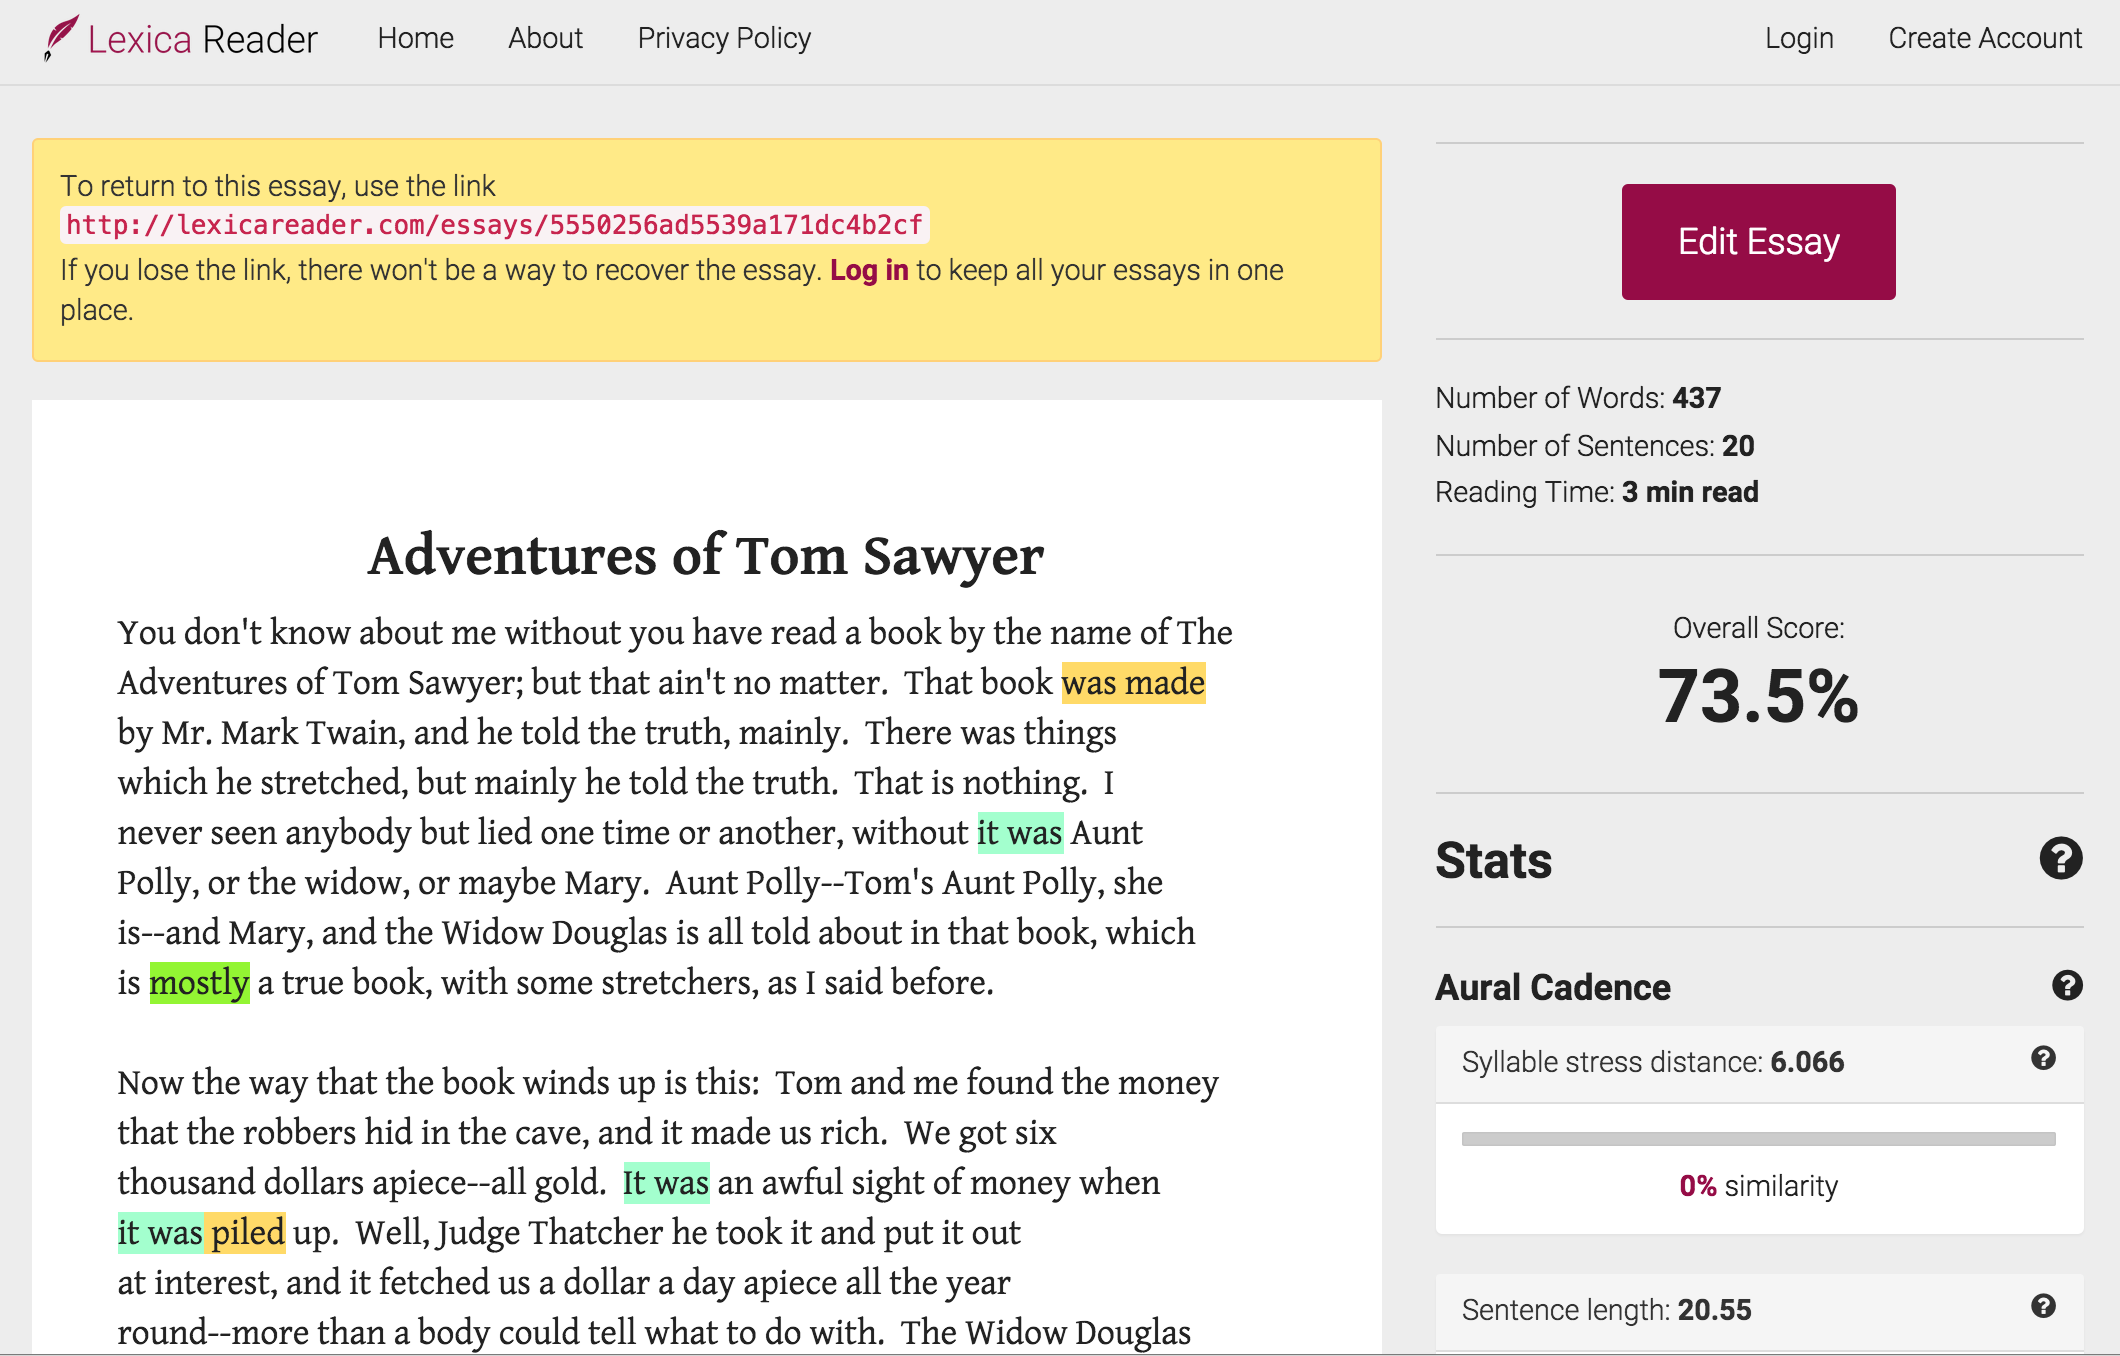 Lexica Reader Home About Privacy Policy Login Create Account
To return to this essay, use the link
http://lexicareader.com/essays/5550256ad5539a171dc4b2cf
If you lose the link, there won't be a way to recover the essay. Log in to keep all your essays in one
place.
Adventures of Tom Sawyer
You don't know about me without you have read a book by the name of The
Adventures of Tom Sawyer; but that ain't no matter.  That book was made
by Mr. Mark Twain, and he told the truth, mainly.  There was things
which he stretched, but mainly he told the truth.  That is nothing.  I
never seen anybody but lied one time or another, without it was Aunt
Polly, or the widow, or maybe Mary.  Aunt Polly--Tom's Aunt Polly, she
is--and Mary, and the Widow Douglas is all told about in that book, which
is mostly a true book, with some stretchers, as I said before.
Now the way that the book winds up is this:  Tom and me found the money
that the robbers hid in the cave, and it made us rich.  We got six
thousand dollars apiece--all gold.  It was an awful sight of money when
it was piled up.  Well, Judge Thatcher he took it and put it out
at interest, and it fetched us a dollar a day apiece all the year
round--more than a body could tell what to do with.  The Widow Douglas
Edit Essay
Number of Words: 437
Number of Sentences: 20
Reading Time: 3 min read
Overall Score:
73.5%
Stats ?
Aural Cadence ?
Syllable stress distance: 6.066 ?
0% similarity
Sentence length: 20.55 ?